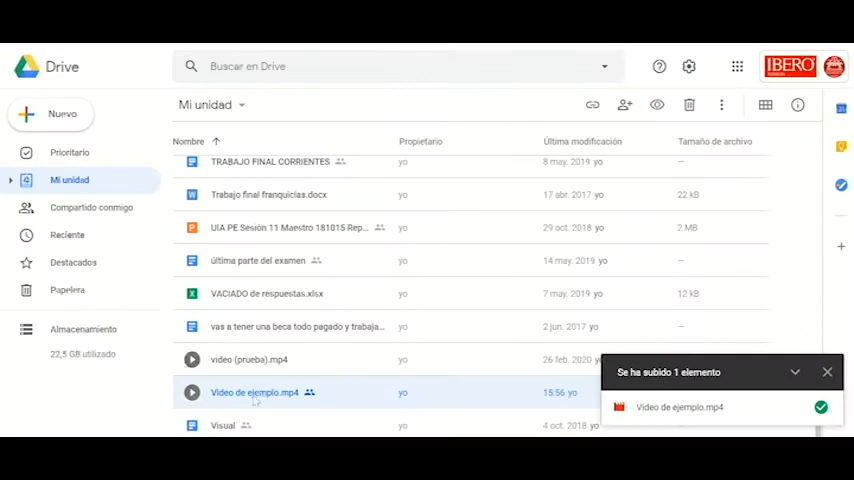 Drive
Buscar en Drive
IBERO
Nuevo
Mi unidad
Nombre
Propietario
Última modificación
Tamaño de archivo
Prioritario
Mi unidad
Compartido conmigo
Reciente
Destacados
Papelera
Almacenamiento
22,5 GB utilizado
TRABAJO FINAL CORRIENTES yo 8 may. 2019 yo –
Trabajo final franquicias.docx yo 17 abr. 2017 yo 22 kB
UIA PE Sesión 11 Maestro 181015 Rep... yo 29 oct. 2018 yo 2 MB
última parte del examen yo 14 may. 2019 yo –
VACIADO de respuestas.xlsx yo 7 may. 2019 yo 12 kB
vas a tener una beca todo pagado y trabaja... yo 2 jun. 2017 yo –
video (prueba).mp4 yo 26 feb. 2020 yo
Video de ejemplo.mp4 yo 15:56 yo
Visual yo 4 oct. 2018 yo
Se ha subido 1 elemento
Video de ejemplo.mp4